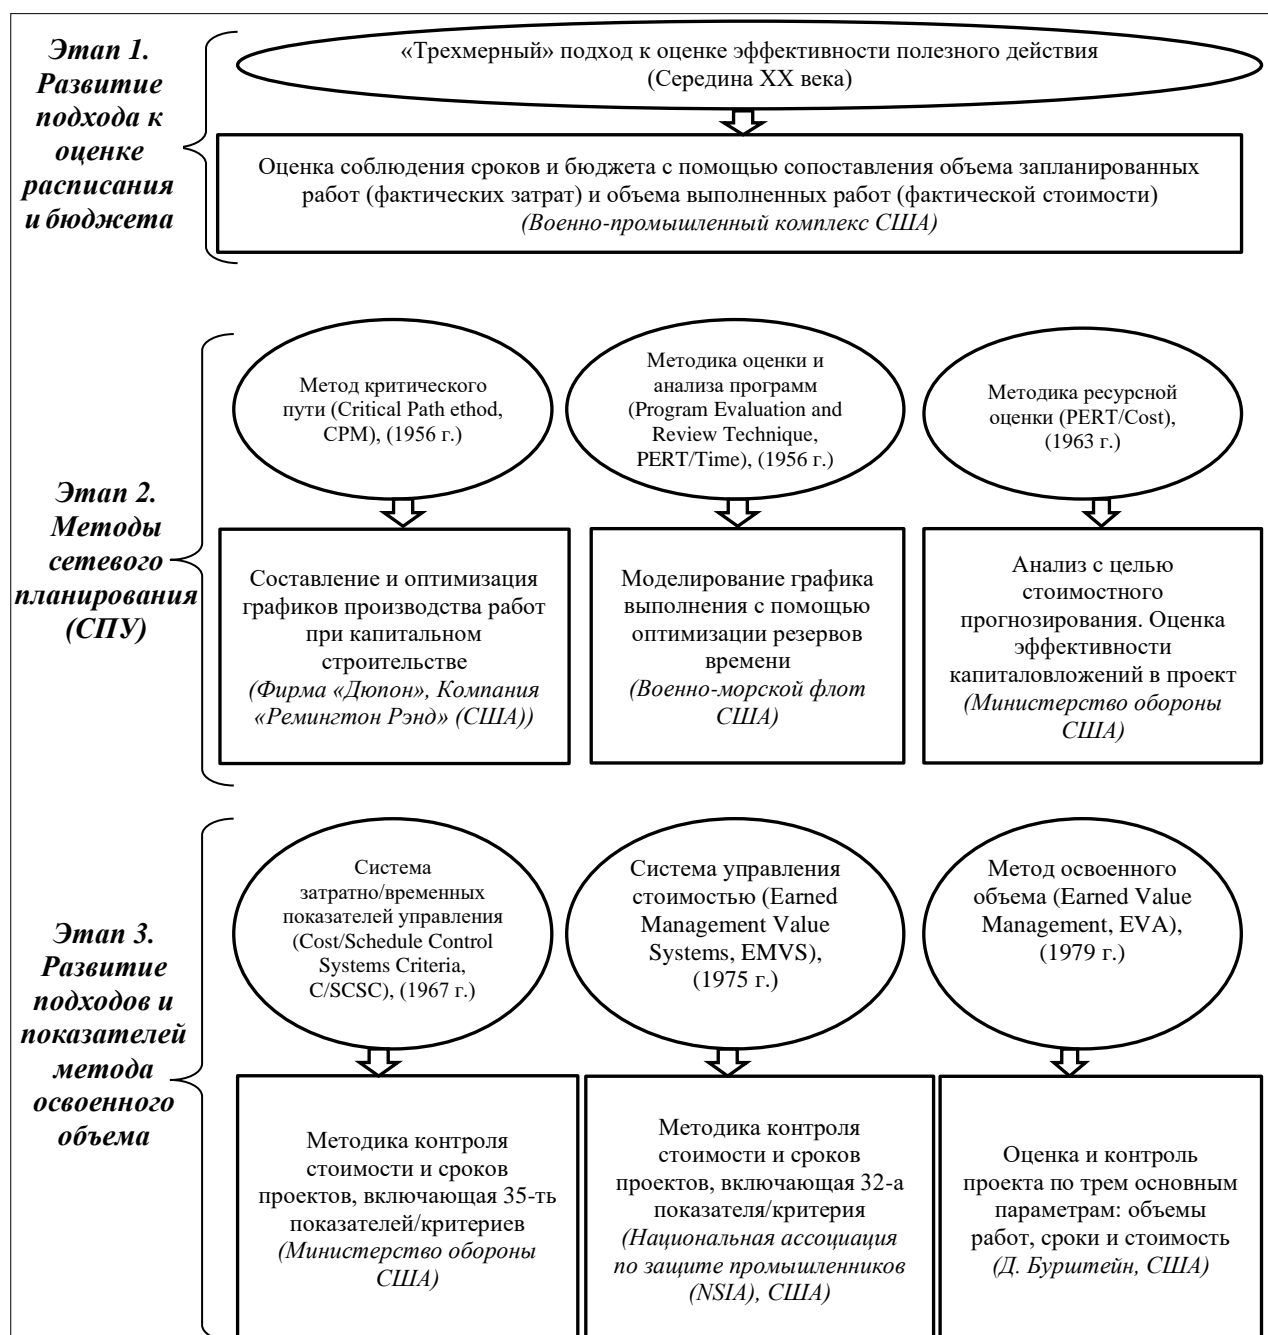 Этап 1.
Развитие
подхода к
оценке
расписания
и бюджета
«Трехмерный» подход к оценке эффективности полезного действия
(Середина XX века)
Оценка соблюдения сроков и бюджета с помощью сопоставления объема запланированных
работ (фактических затрат) и объема выполненных работ (фактической стоимости)
(Военно-промышленный комплекс США)
Этап 2.
Методы
сетевого
планирования
(СПУ)
Метод критического
пути (Critical Path ethod,
CPM), (1956 г.)
Методика оценки и
анализа программ
(Program Evaluation and
Review Technique,
PERT/Time), (1956 г.)
Методика ресурсной
оценки (PERT/Cost),
(1963 г.)
Составление и оптимизация
графиков производства работ
при капитальном
строительстве
(Фирма «Дюпон», Компания
«Ремингтон Рэнд» (США))
Моделирование графика
выполнения с помощью
оптимизации резервов
времени
(Военно-морской флот
США)
Анализ с целью
стоимостного
прогнозирования. Оценка
эффективности
капиталовложений в проект
(Министерство обороны
США)
Этап 3.
Развитие
подходов и
показателей
метода
освоенного
объема
Система
затратно/временных
показателей управления
(Cost/Schedule Control
Systems Criteria,
C/SCSC), (1967 г.)
Система управления
стоимостью (Earned
Management Value
Systems, EMVS),
(1975 г.)
Метод освоенного
объема (Earned Value
Management, EVA),
(1979 г.)
Методика контроля
стоимости и сроков
проектов, включающая 35-ть
показателей/критериев
(Министерство обороны
США)
Методика контроля
стоимости и сроков
проектов, включающая 32-а
показателя/критерия
(Национальная ассоциация
по защите промышленников
(NSIA), США)
Оценка и контроль
проекта по трем основным
параметрам: объемы
работ, сроки и стоимость
(Д. Бурштейн, США)